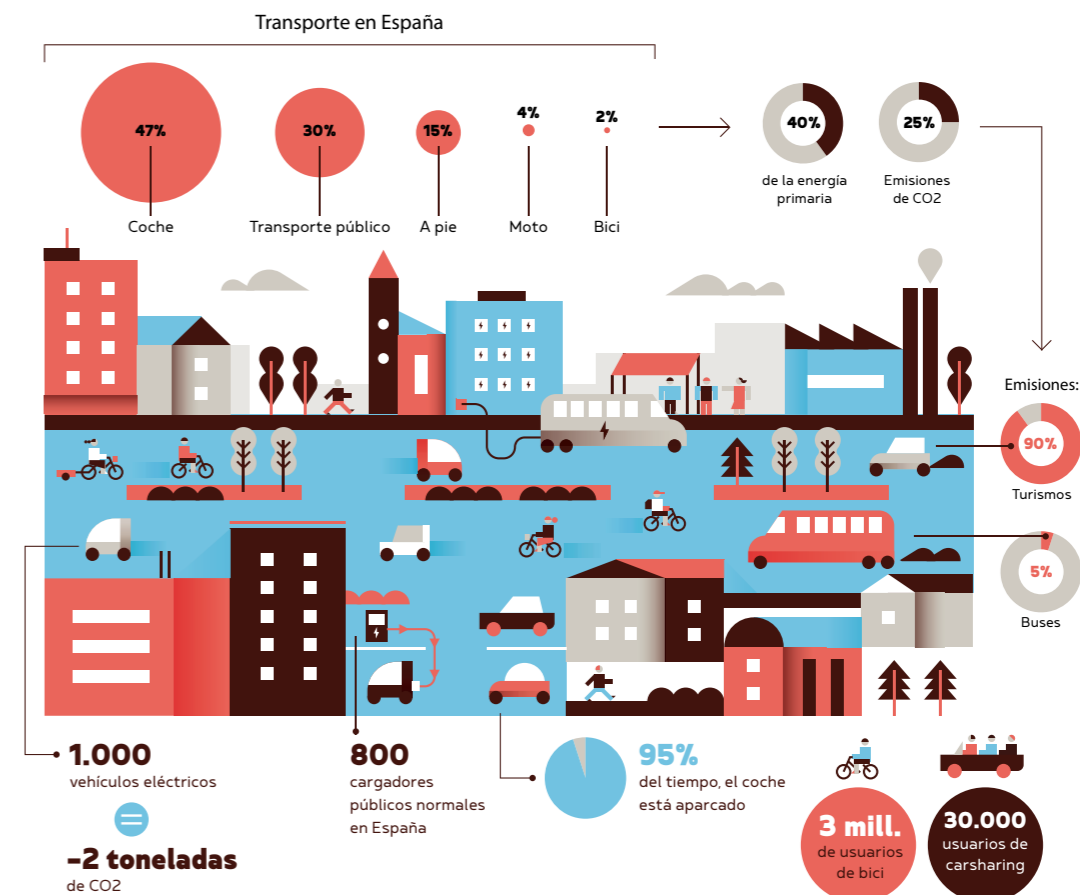 Transporte en España
47%
30%
15%
4%
2%
Coche
Transporte público
A pie
Moto
Bici
40%
de la energía
primaria
25%
Emisiones
de CO2
Emisiones:
90%
Turismos
5%
Buses
1.000
vehículos eléctricos
=
-2 toneladas
de CO2
800
cargadores
públicos normales
en España
95%
del tiempo, el coche
está aparcado
3 mill.
de usuarios
de bici
30.000
usuarios de
carsharing